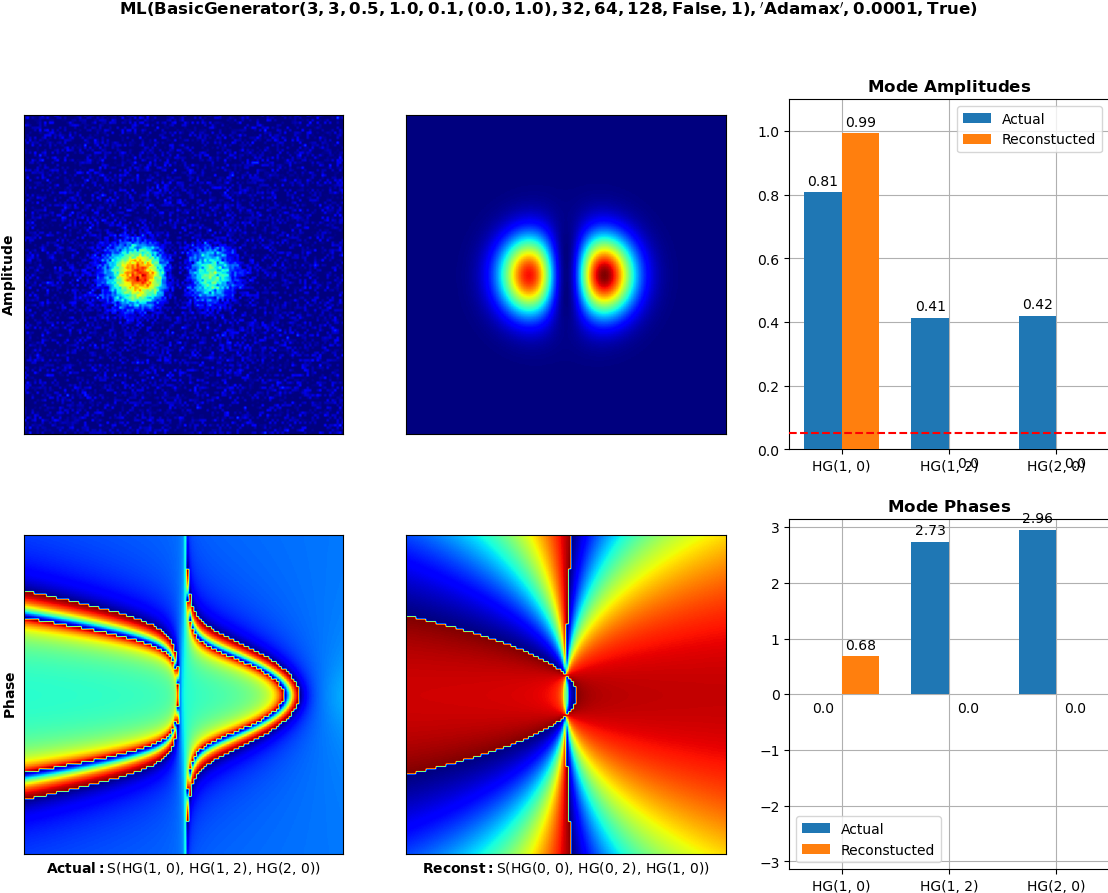 ML(BasicGenerator(3, 3, 0.5, 1.0, 0.1, (0.0, 1.0), 32, 64, 128, False, 1), ′Adamax′, 0.0001, True)
Amplitude
Mode Amplitudes
Actual
Reconstucted
1.0
0.8
0.6
0.4
0.2
0.0
0.81
0.99
0.41
0.0
0.42
0.0
HG(1, 0)
HG(1, 2)
HG(2, 0)
Phase
Actual: S(HG(1, 0), HG(1, 2), HG(2, 0))
Reconst: S(HG(0, 0), HG(0, 2), HG(1, 0))
Mode Phases
3
2
1
0
−1
−2
−3
0.0
0.68
2.73
0.0
2.96
0.0
Actual
Reconstucted
HG(1, 0)
HG(1, 2)
HG(2, 0)